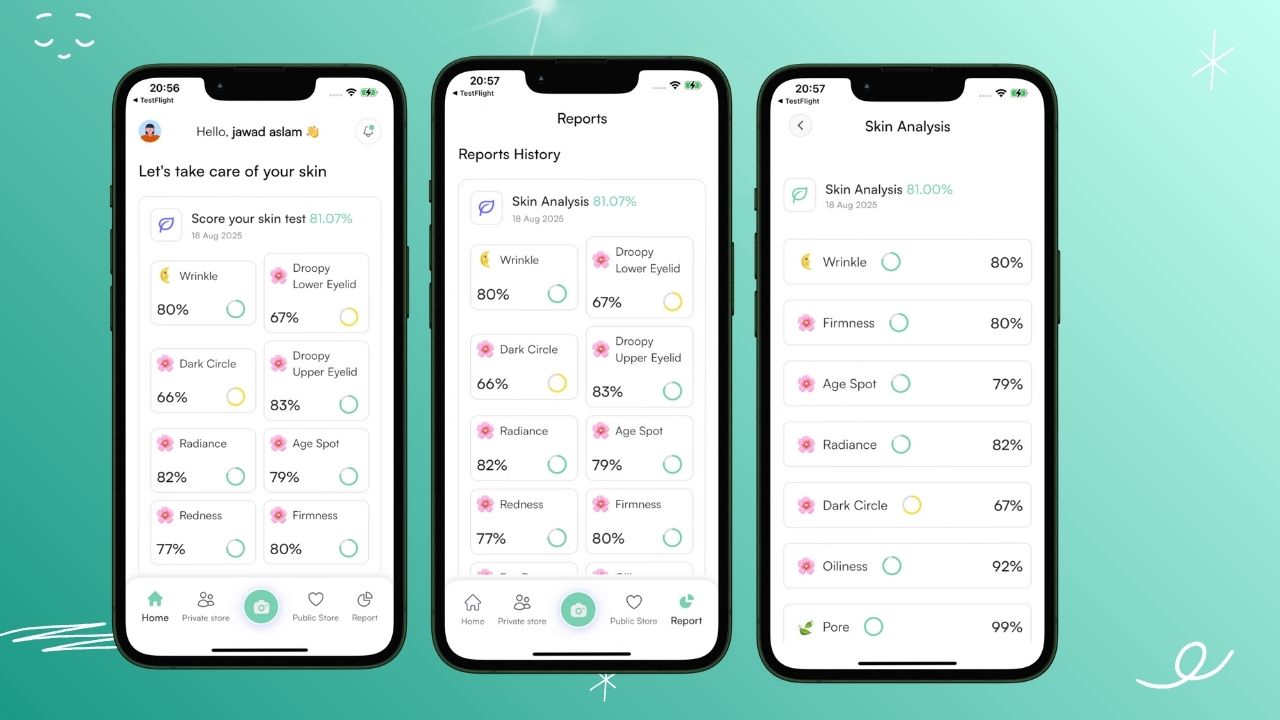 20:56
◀ TestFlight
Hello, jawad aslam 👋
Let's take care of your skin
Score your skin test 81.07%
18 Aug 2025
Wrinkle
80%
Droopy
Lower Eyelid
67%
Dark Circle
66%
Droopy
Upper Eyelid
83%
Radiance
82%
Age Spot
79%
Redness
77%
Firmness
80%
Home
Private store
Public Store
Report
20:57
◀ TestFlight
Reports
Reports History
Skin Analysis 81.07%
18 Aug 2025
Wrinkle
80%
Droopy
Lower Eyelid
67%
Dark Circle
66%
Droopy
Upper Eyelid
83%
Radiance
82%
Age Spot
79%
Redness
77%
Firmness
80%
Home
Private store
Public Store
Report
20:57
◀ TestFlight
Skin Analysis
Skin Analysis 81.00%
18 Aug 2025
Wrinkle 80%
Firmness 80%
Age Spot 79%
Radiance 82%
Dark Circle 67%
Oiliness 92%
Pore 99%